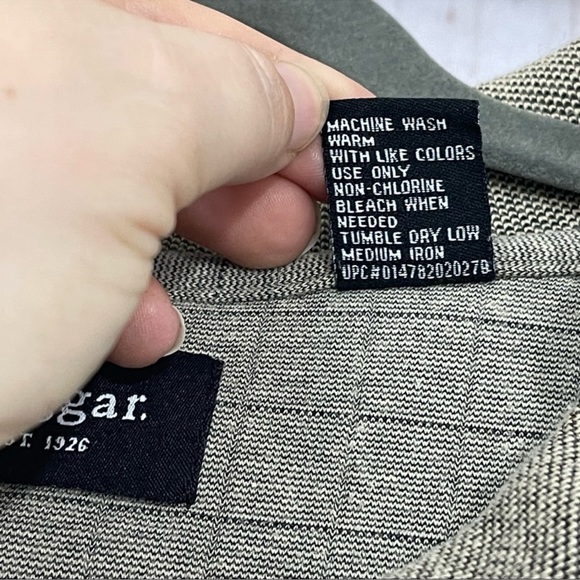 MACHINE WASH
WARM
WITH LIKE COLORS
USE ONLY
NON-CHLORINE
BLEACH WHEN
NEEDED
TUMBLE DRY LOW
MEDIUM IRON
UPC#014782020279
gar.
1926